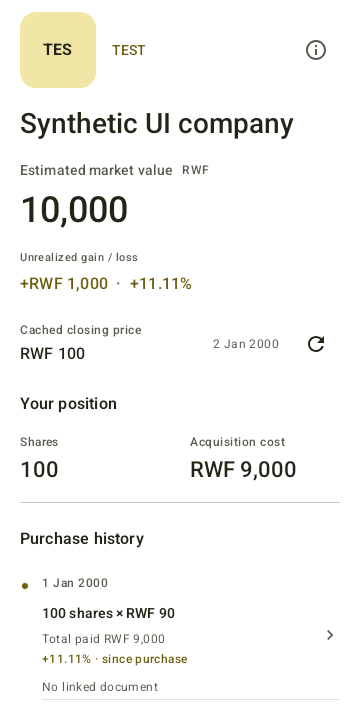 TES
TEST
Synthetic UI company
Estimated market value RWF
10,000
Unrealized gain / loss
+RWF 1,000 · +11.11%
Cached closing price
RWF 100
2 Jan 2000
Your position
Shares
100
Acquisition cost
RWF 9,000
Purchase history
1 Jan 2000
100 shares × RWF 90
Total paid RWF 9,000
+11.11% · since purchase
No linked document